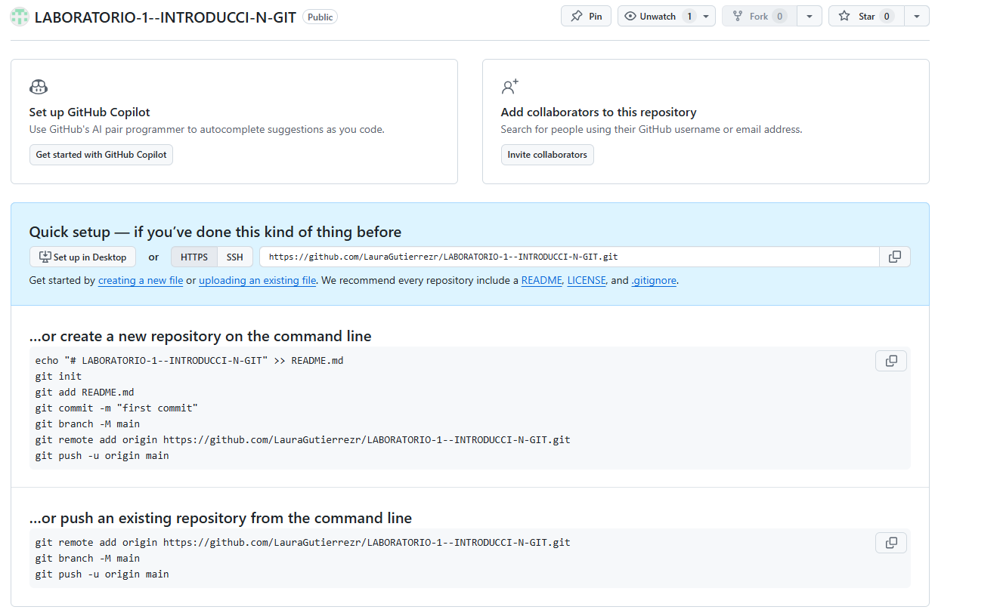 LABORATORIO-1--INTRODUCCI-N-GIT Public Pin Unwatch 1 Fork 0 Star 0
Set up GitHub Copilot
Use GitHub's AI pair programmer to autocomplete suggestions as you code.
Get started with GitHub Copilot
Add collaborators to this repository
Search for people using their GitHub username or email address.
Invite collaborators
Quick setup — if you’ve done this kind of thing before
Set up in Desktop or HTTPS SSH https://github.com/LauraGutierrezr/LABORATORIO-1--INTRODUCCI-N-GIT.git
Get started by creating a new file or uploading an existing file. We recommend every repository include a README, LICENSE, and .gitignore.
…or create a new repository on the command line
echo "# LABORATORIO-1--INTRODUCCI-N-GIT" >> README.md
git init
git add README.md
git commit -m "first commit"
git branch -M main
git remote add origin https://github.com/LauraGutierrezr/LABORATORIO-1--INTRODUCCI-N-GIT.git
git push -u origin main
…or push an existing repository from the command line
git remote add origin https://github.com/LauraGutierrezr/LABORATORIO-1--INTRODUCCI-N-GIT.git
git branch -M main
git push -u origin main